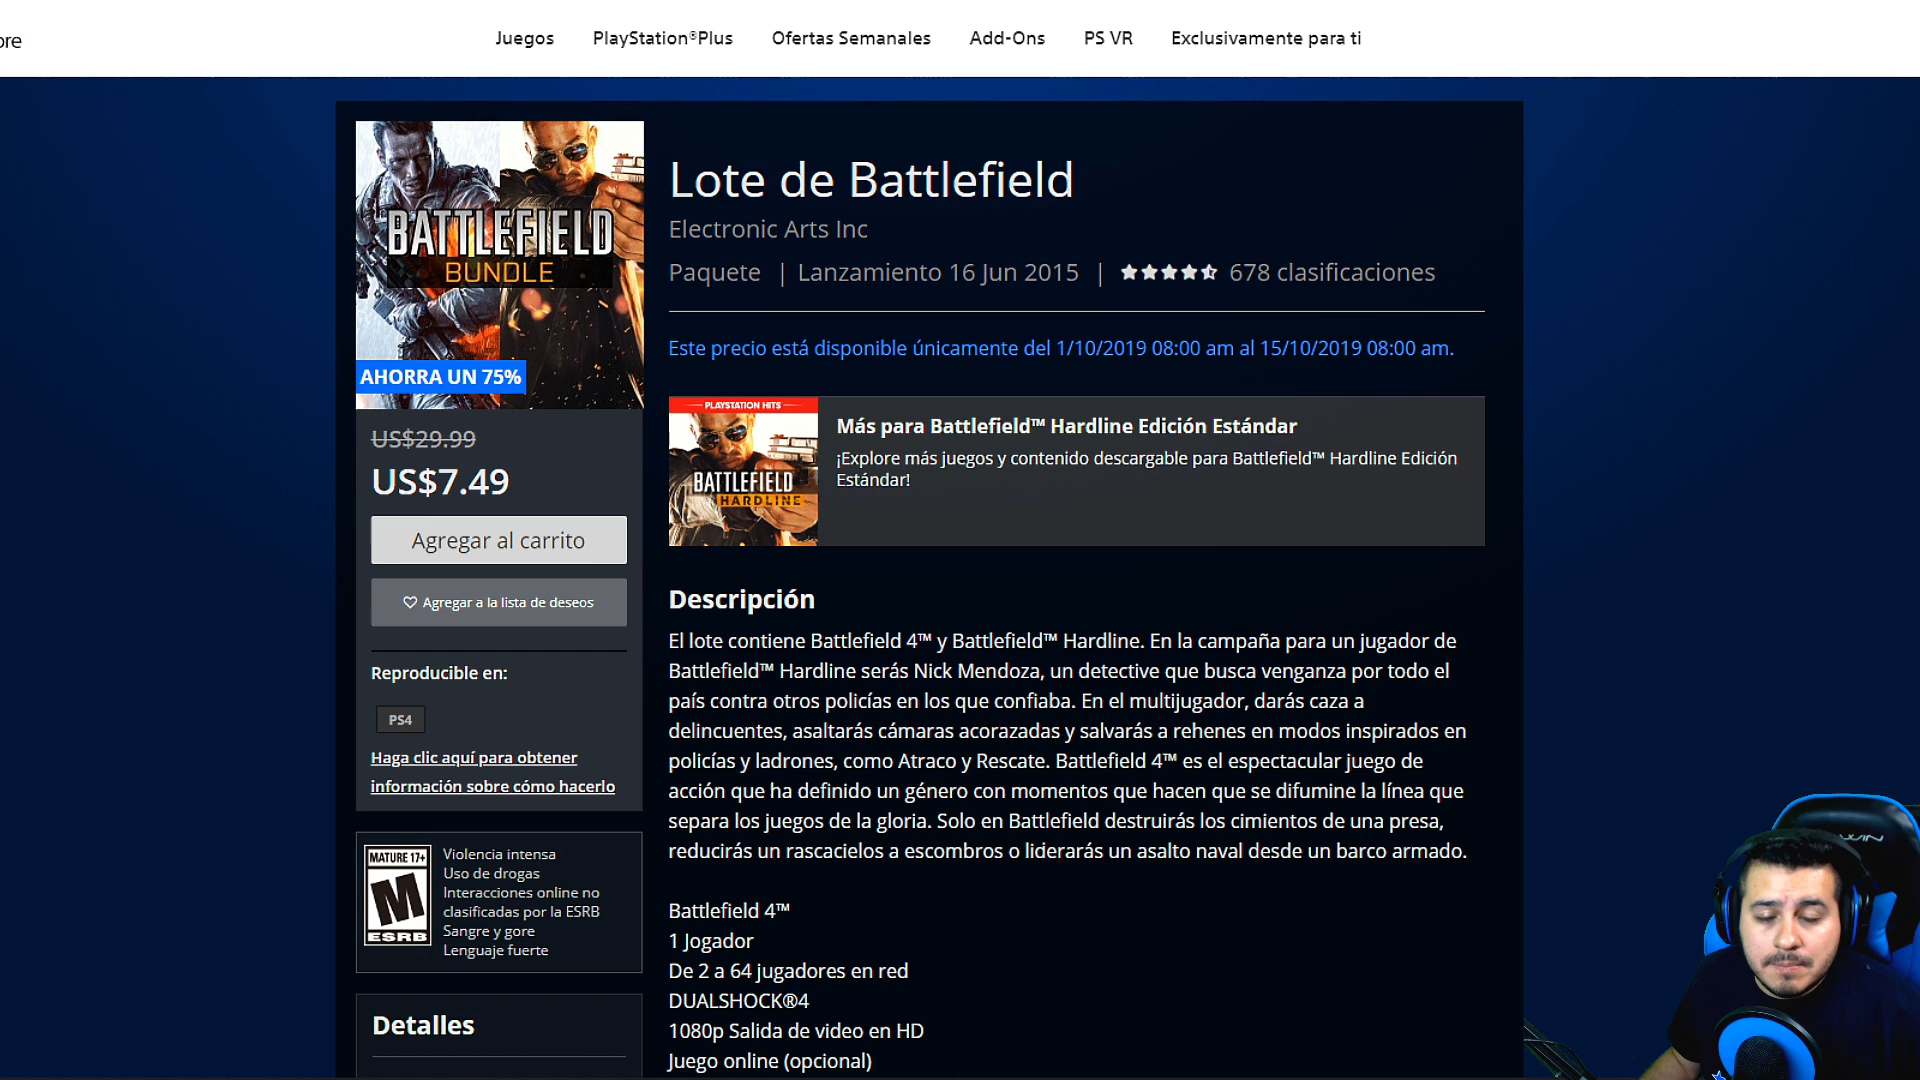 ore
Juegos
PlayStation®Plus
Ofertas Semanales
Add-Ons
PS VR
Exclusivamente para ti
BATTLEFIELD
BUNDLE
AHORRA UN 75%
US$29.99
US$7.49
Agregar al carrito
Agregar a la lista de deseos
Reproducible en:
PS4
Haga clic aquí para obtener
información sobre cómo hacerlo
MATURE 17+
M
ESRB
Violencia intensa
Uso de drogas
Interacciones online no
clasificadas por la ESRB
Sangre y gore
Lenguaje fuerte
Detalles
Lote de Battlefield
Electronic Arts Inc
Paquete | Lanzamiento 16 Jun 2015 | 678 clasificaciones
Este precio está disponible únicamente del 1/10/2019 08:00 am al 15/10/2019 08:00 am.
PLAYSTATION HITS
BATTLEFIELD
HARDLINE
Más para Battlefield™ Hardline Edición Estándar
¡Explore más juegos y contenido descargable para Battlefield™ Hardline Edición
Estándar!
Descripción
El lote contiene Battlefield 4™ y Battlefield™ Hardline. En la campaña para un jugador de
Battlefield™ Hardline serás Nick Mendoza, un detective que busca venganza por todo el
país contra otros policías en los que confiaba. En el multijugador, darás caza a
delincuentes, asaltarás cámaras acorazadas y salvarás a rehenes en modos inspirados en
policías y ladrones, como Atraco y Rescate. Battlefield 4™ es el espectacular juego de
acción que ha definido un género con momentos que hacen que se difumine la línea que
separa los juegos de la gloria. Solo en Battlefield destruirás los cimientos de una presa,
reducirás un rascacielos a escombros o liderarás un asalto naval desde un barco armado.
Battlefield 4™
1 Jogador
De 2 a 64 jugadores en red
DUALSHOCK®4
1080p Salida de video en HD
Juego online (opcional)